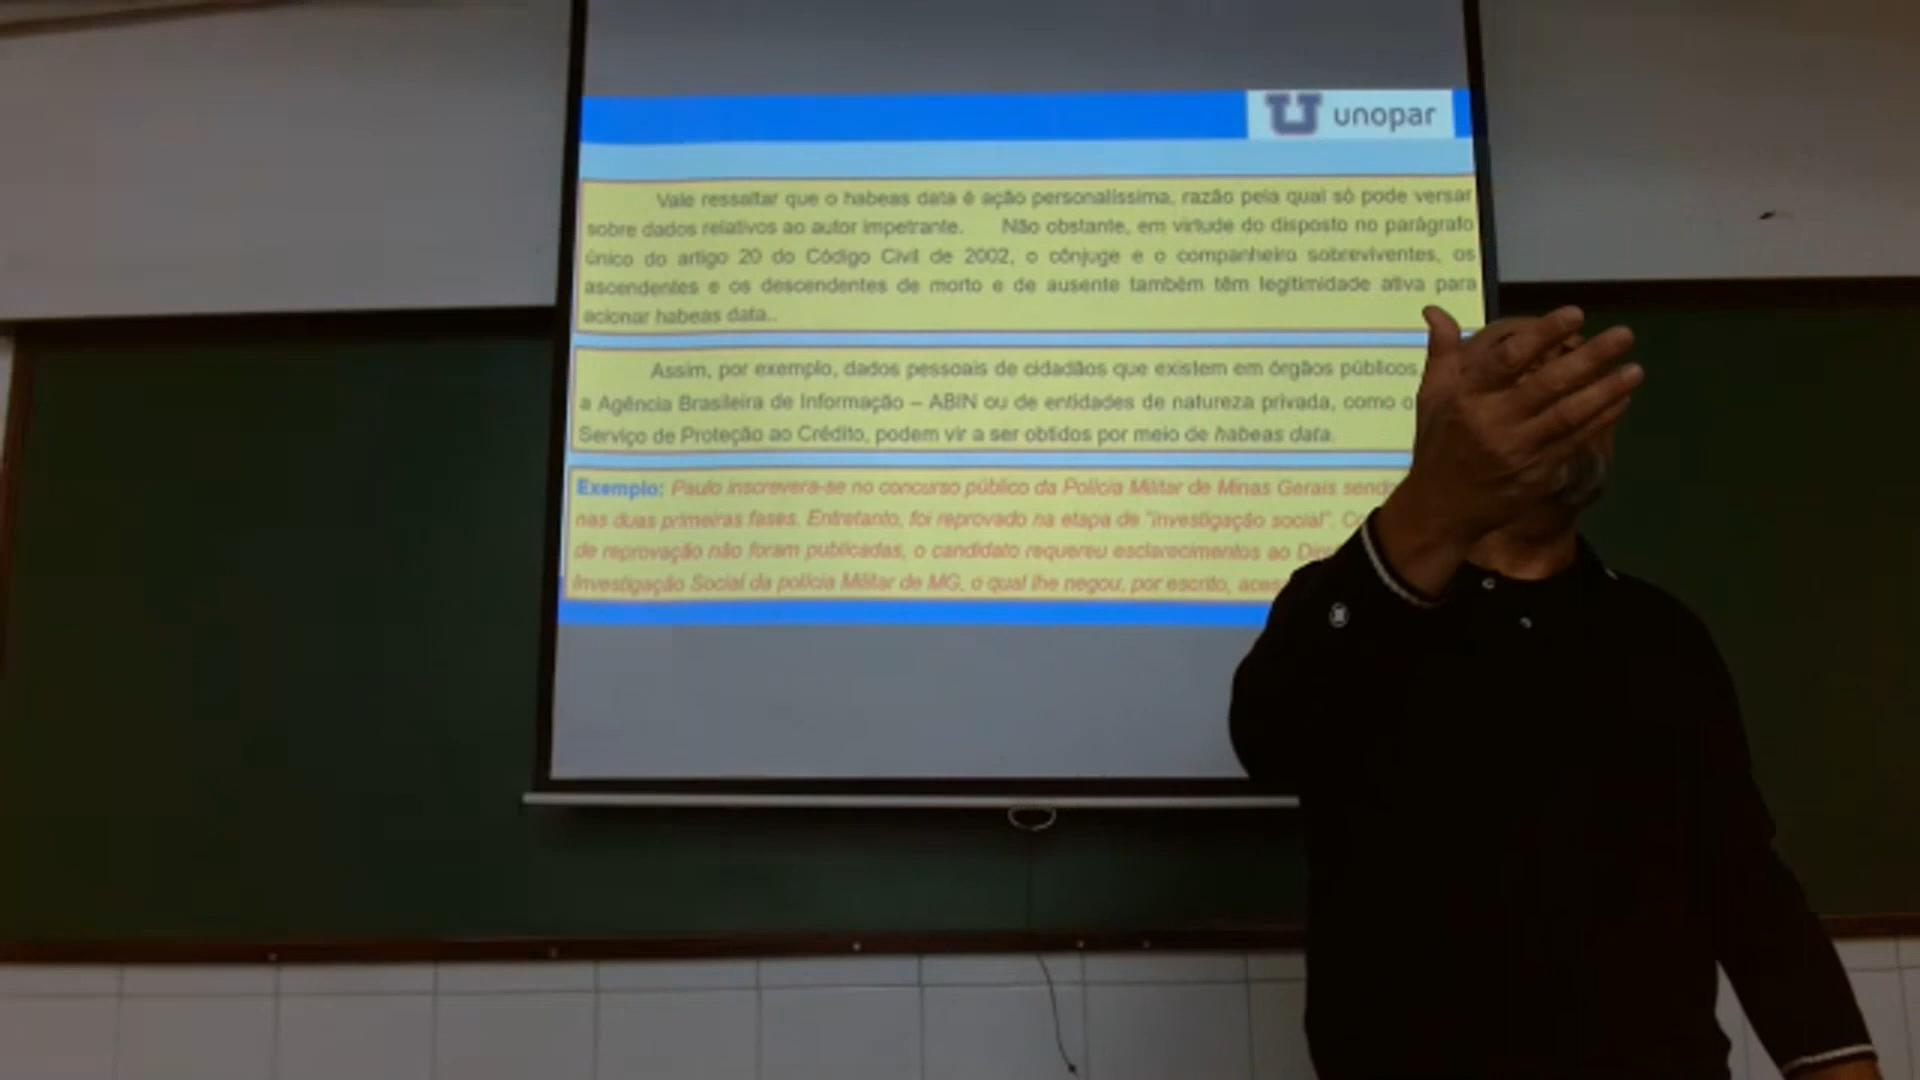 unopar
Vale ressaltar que o habeas data é ação personalíssima, razão pela qual só pode versar
sobre dados relativos ao autor impetrante. Não obstante, em virtude do disposto no parágrafo
único do artigo 20 do Código Civil de 2002, o cônjuge e o companheiro sobreviventes, os
ascendentes e os descendentes de morto e de ausente também têm legitimidade ativa para
acionar habeas data..
Assim, por exemplo, dados pessoais de cidadãos que existem em órgãos públicos,
a Agência Brasileira de Informação – ABIN ou de entidades de natureza privada, como o
Serviço de Proteção ao Crédito, podem vir a ser obtidos por meio de habeas data.
Exemplo: Paulo inscrevera-se no concurso público da Polícia Militar de Minas Gerais
nas duas primeiras fases. Entretanto, foi reprovado na etapa de "investigação social".
de reprovação não foram publicadas, o candidato requereu esclarecimentos ao
Investigação Social da polícia Militar de MG, o qual lhe negou, por escrito,